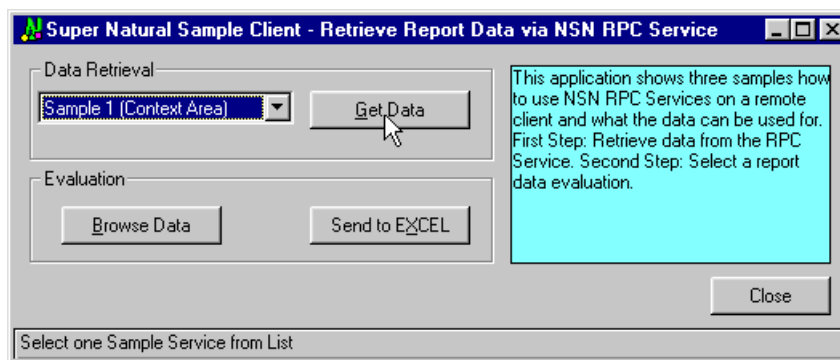 Super Natural Sample Client - Retrieve Report Data via NSN RPC Service
Data Retrieval
Sample 1 (Context Area)
Get Data
This application shows three samples how
to use NSN RPC Services on a remote
client and what the data can be used for.
First Step: Retrieve data from the RPC
Service. Second Step: Select a report
data evaluation.
Evaluation
Browse Data
Send to EXCEL
Close
Select one Sample Service from List